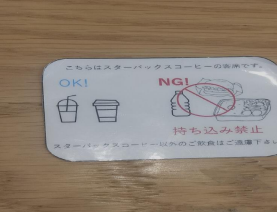 こちらはスターバックスコーヒーの客席です。
OK! NG!
持ち込み禁止
スターバックスコーヒー以外のご飲食はご遠慮下さい